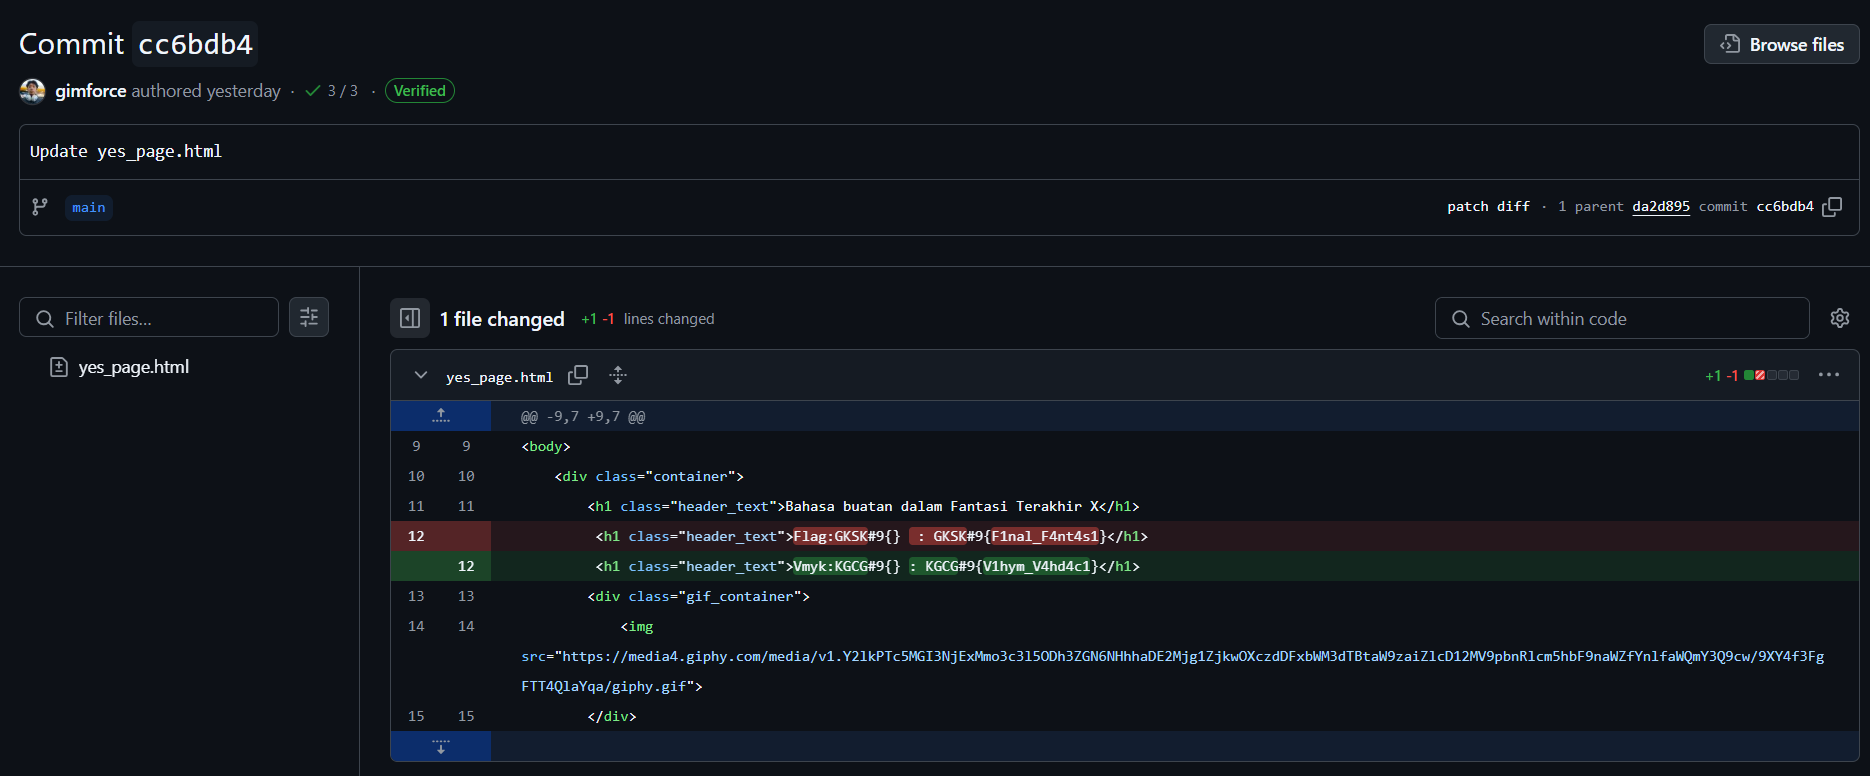 Commit cc6bdb4
Browse files
gimforce authored yesterday · 3 / 3 · Verified
Update yes_page.html
main
patch diff · 1 parent da2d895 commit cc6bdb4
Filter files...
yes_page.html
1 file changed +1 -1 lines changed
Search within code
yes_page.html
+1 -1
@@ -9,7 +9,7 @@
9 9 <body>
10 10 <div class="container">
11 11 <h1 class="header_text">Bahasa buatan dalam Fantasi Terakhir X</h1>
12 <h1 class="header_text">Flag:GKSK#9{} : GKSK#9{F1nal_F4nt4s1}</h1>
12 <h1 class="header_text">Vmyk:KGCG#9{} : KGCG#9{V1hym_V4hd4c1}</h1>
13 13 <div class="gif_container">
14 14 <img
src="https://media4.giphy.com/media/v1.Y2lkPTc5MGI3NjExMmo3c3l5ODh3ZGN6NHhhaDE2Mjg1ZjkwOXczdDFxbWM3dTBtaW9zaiZlcD12MV9pbnRlcm5hbF9naWZfYnlfaWQmY3Q9cw/9XY4f3Fg
FTT4QlaYqa/giphy.gif">
15 15 </div>